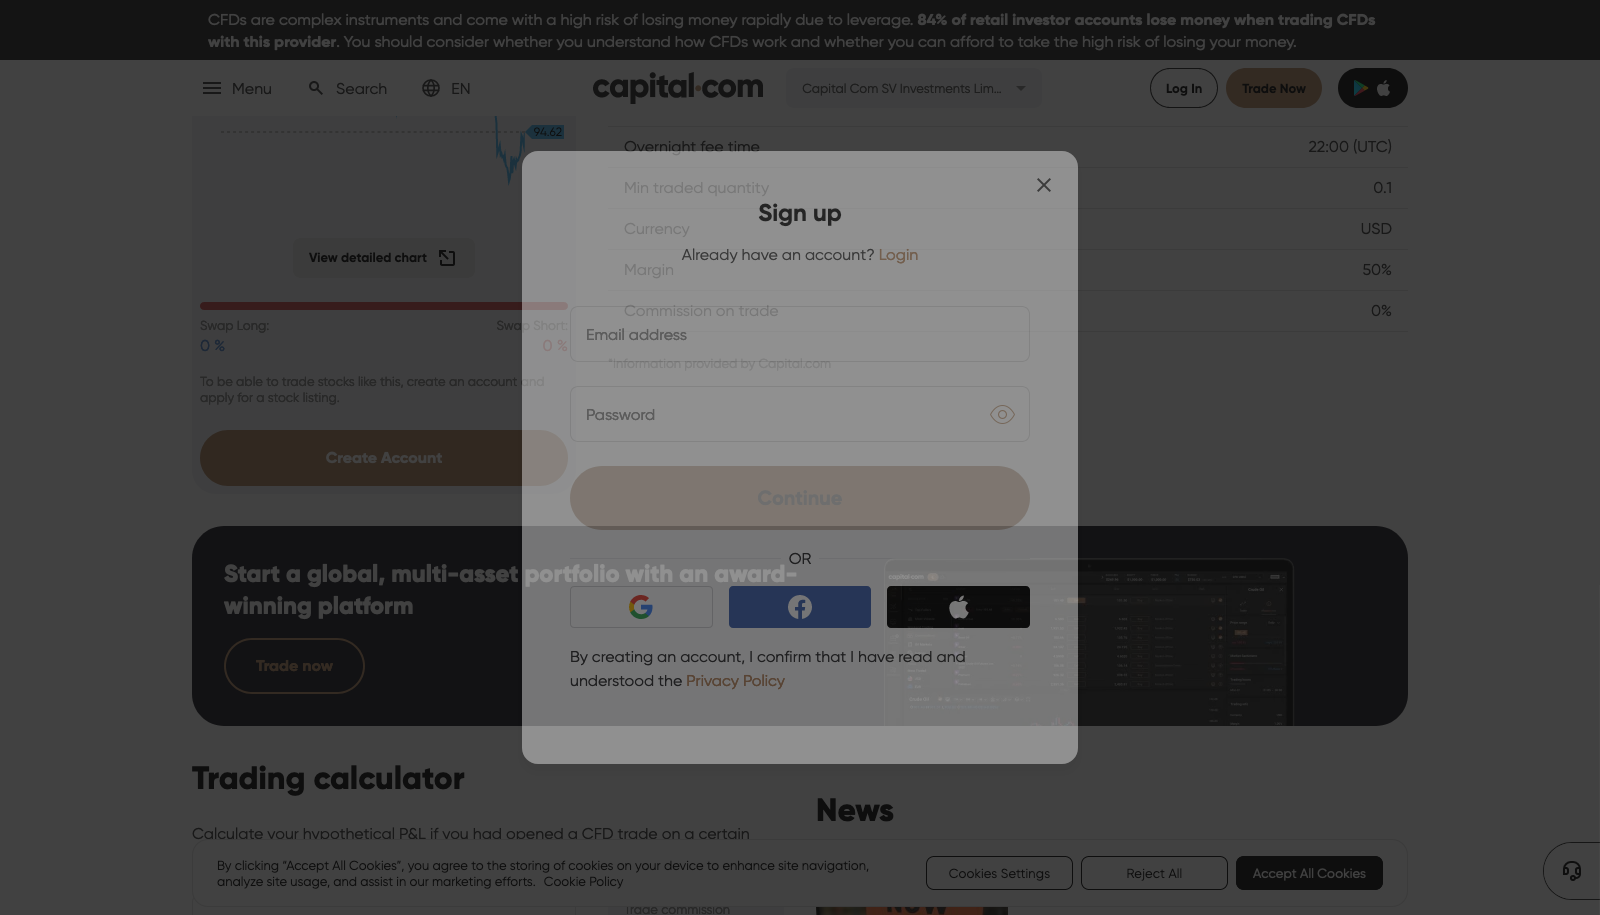 CFDs are complex instruments and come with a high risk of losing money rapidly due to leverage. 84% of retail investor accounts lose money when trading CFDs
with this provider. You should consider whether you understand how CFDs work and whether you can afford to take the high risk of losing your money.
Menu
Search
EN
capital.com
Capital Com SV Investments Lim...
Log In
Trade Now
94.62
View detailed chart
Swap Long:
Swap Short:
0 %
0 %
To be able to trade stocks like this, create an account and
apply for a stock listing.
Create Account
Overnight fee time
22:00 (UTC)
Min traded quantity
0.1
Currency
USD
Margin
50%
Commission on trade
0%
*Information provided by Capital.com
Sign up
Already have an account? Login
Email address
Password
Continue
OR
By creating an account, I confirm that I have read and
understood the Privacy Policy
Start a global, multi-asset portfolio with an award-
winning platform
Trade now
capital.com
Trading calculator
Calculate your hypothetical P&L if you had opened a CFD trade on a certain
News
By clicking “Accept All Cookies”, you agree to the storing of cookies on your device to enhance site navigation,
analyze site usage, and assist in our marketing efforts. Cookie Policy
Cookies Settings
Reject All
Accept All Cookies
Trade commission
NOW